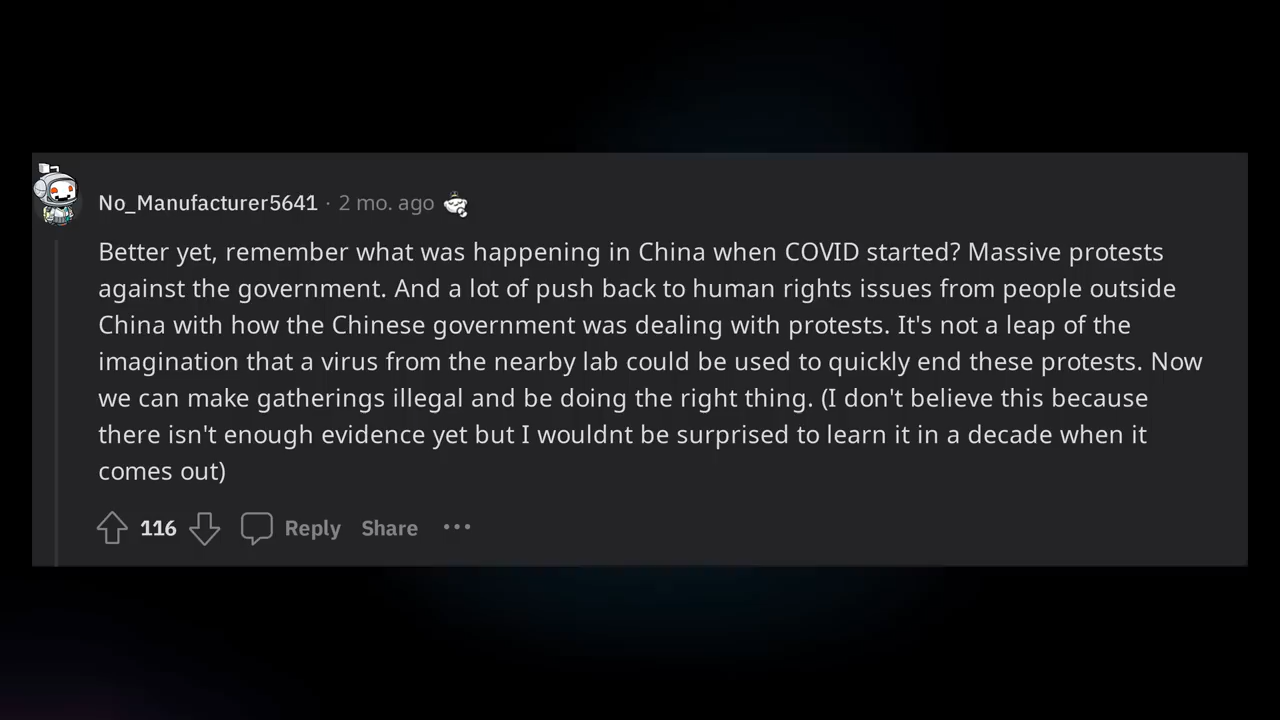 No_Manufacturer5641 · 2 mo. ago
Better yet, remember what was happening in China when COVID started? Massive protests
against the government. And a lot of push back to human rights issues from people outside
China with how the Chinese government was dealing with protests. It's not a leap of the
imagination that a virus from the nearby lab could be used to quickly end these protests. Now
we can make gatherings illegal and be doing the right thing. (I don't believe this because
there isn't enough evidence yet but I wouldnt be surprised to learn it in a decade when it
comes out)
116 Reply Share ···